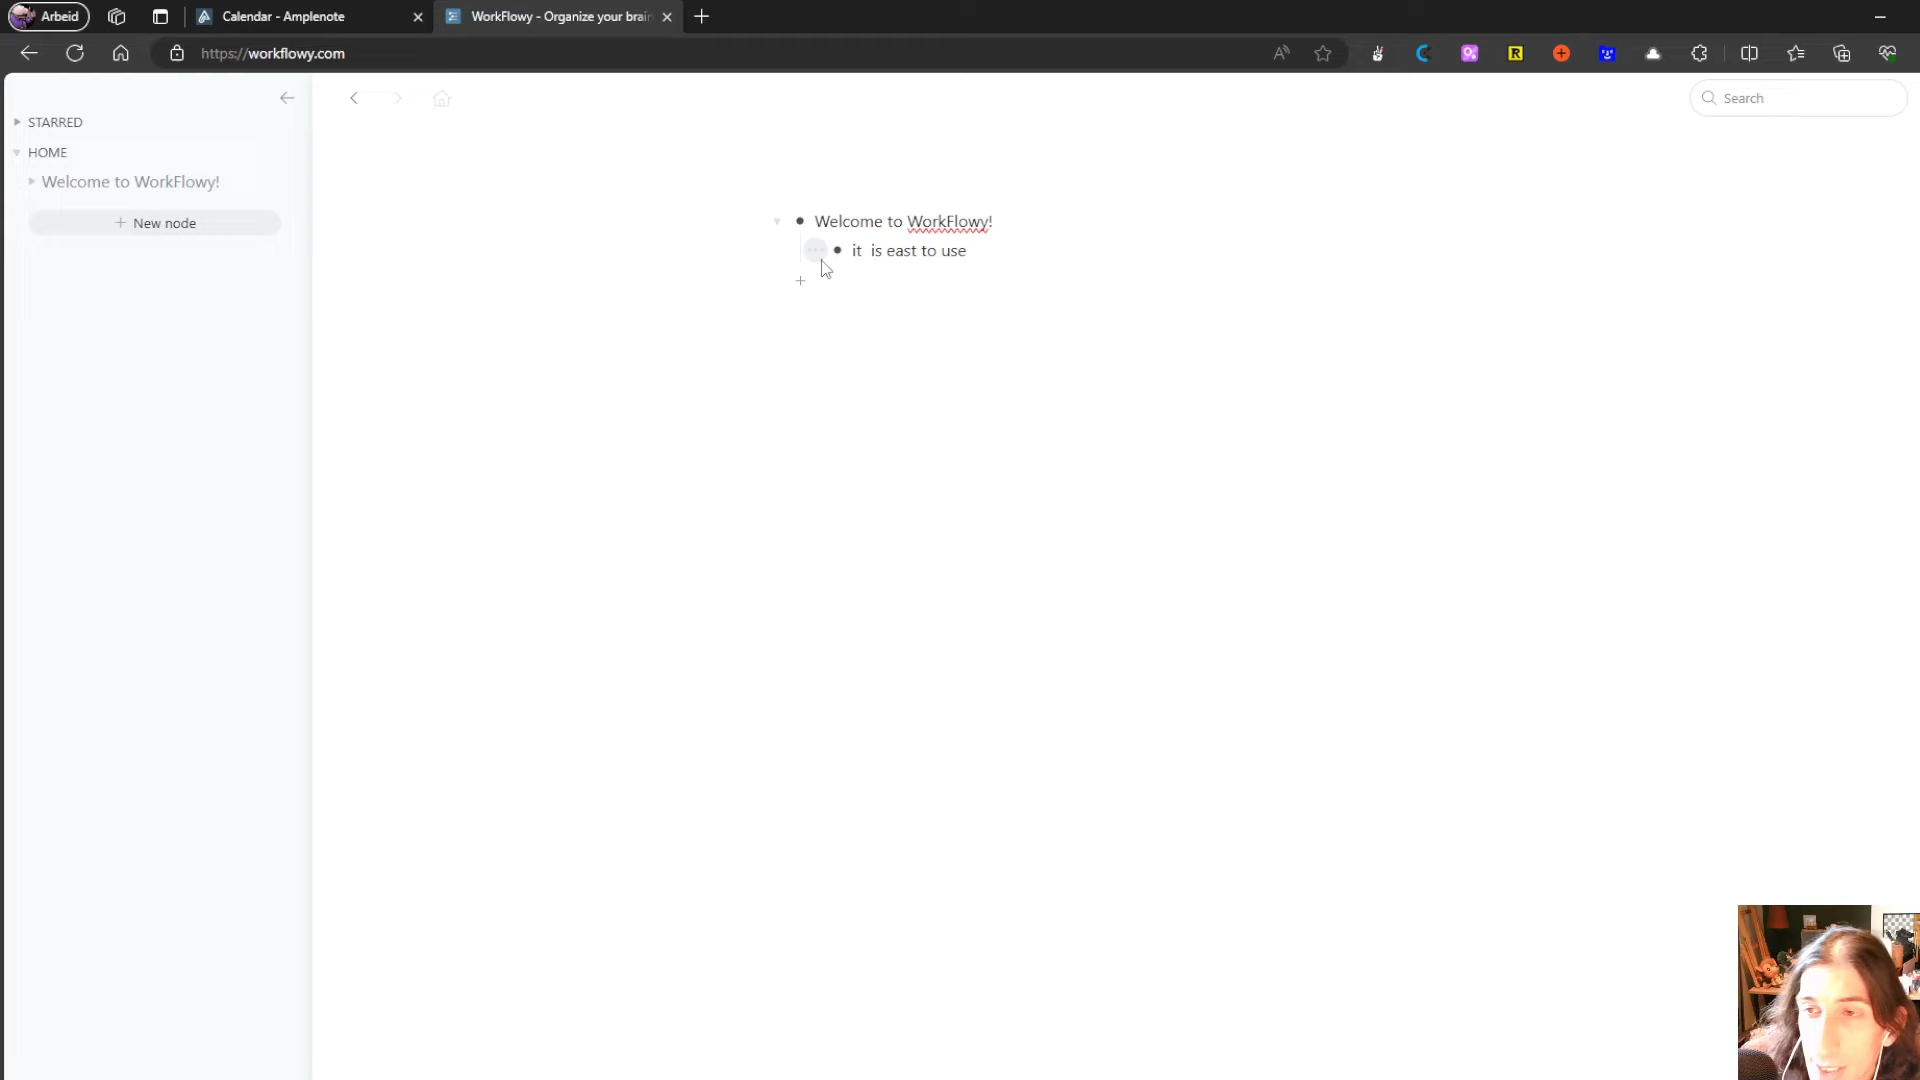 Arbeid
Calendar - Amplenote
WorkFlowy - Organize your brain
https://workflowy.com
Search
STARRED
HOME
Welcome to WorkFlowy!
+ New node
Welcome to WorkFlowy!
it is east to use